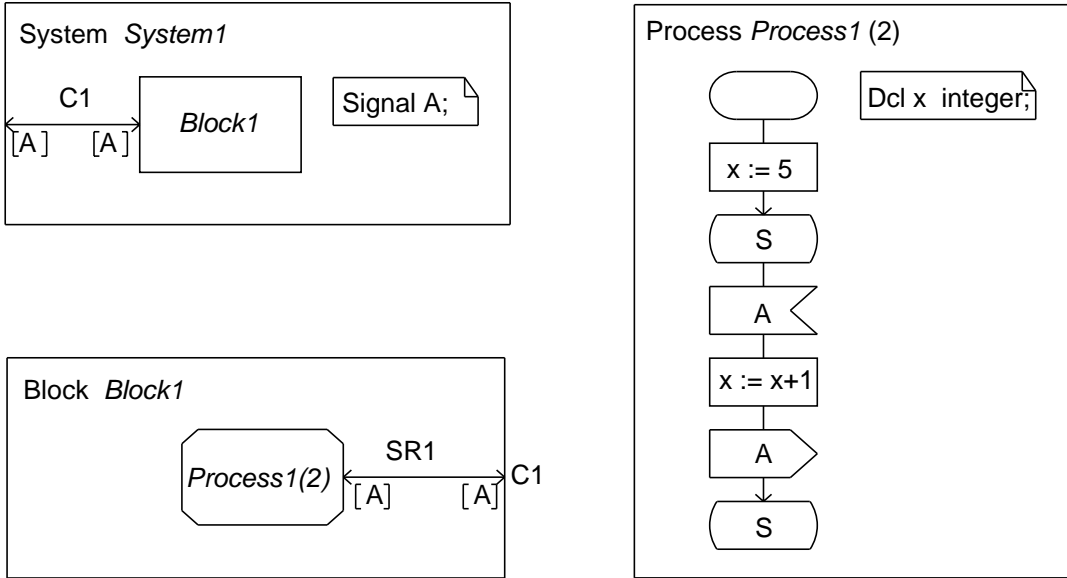 System System1
C1
Block1
Signal A;
[A]
[A]
Block Block1
Process1(2)
SR1
C1
[A]
[A]
Process Process1 (2)
Dcl x integer;
x := 5
S
A
x := x+1
A
S